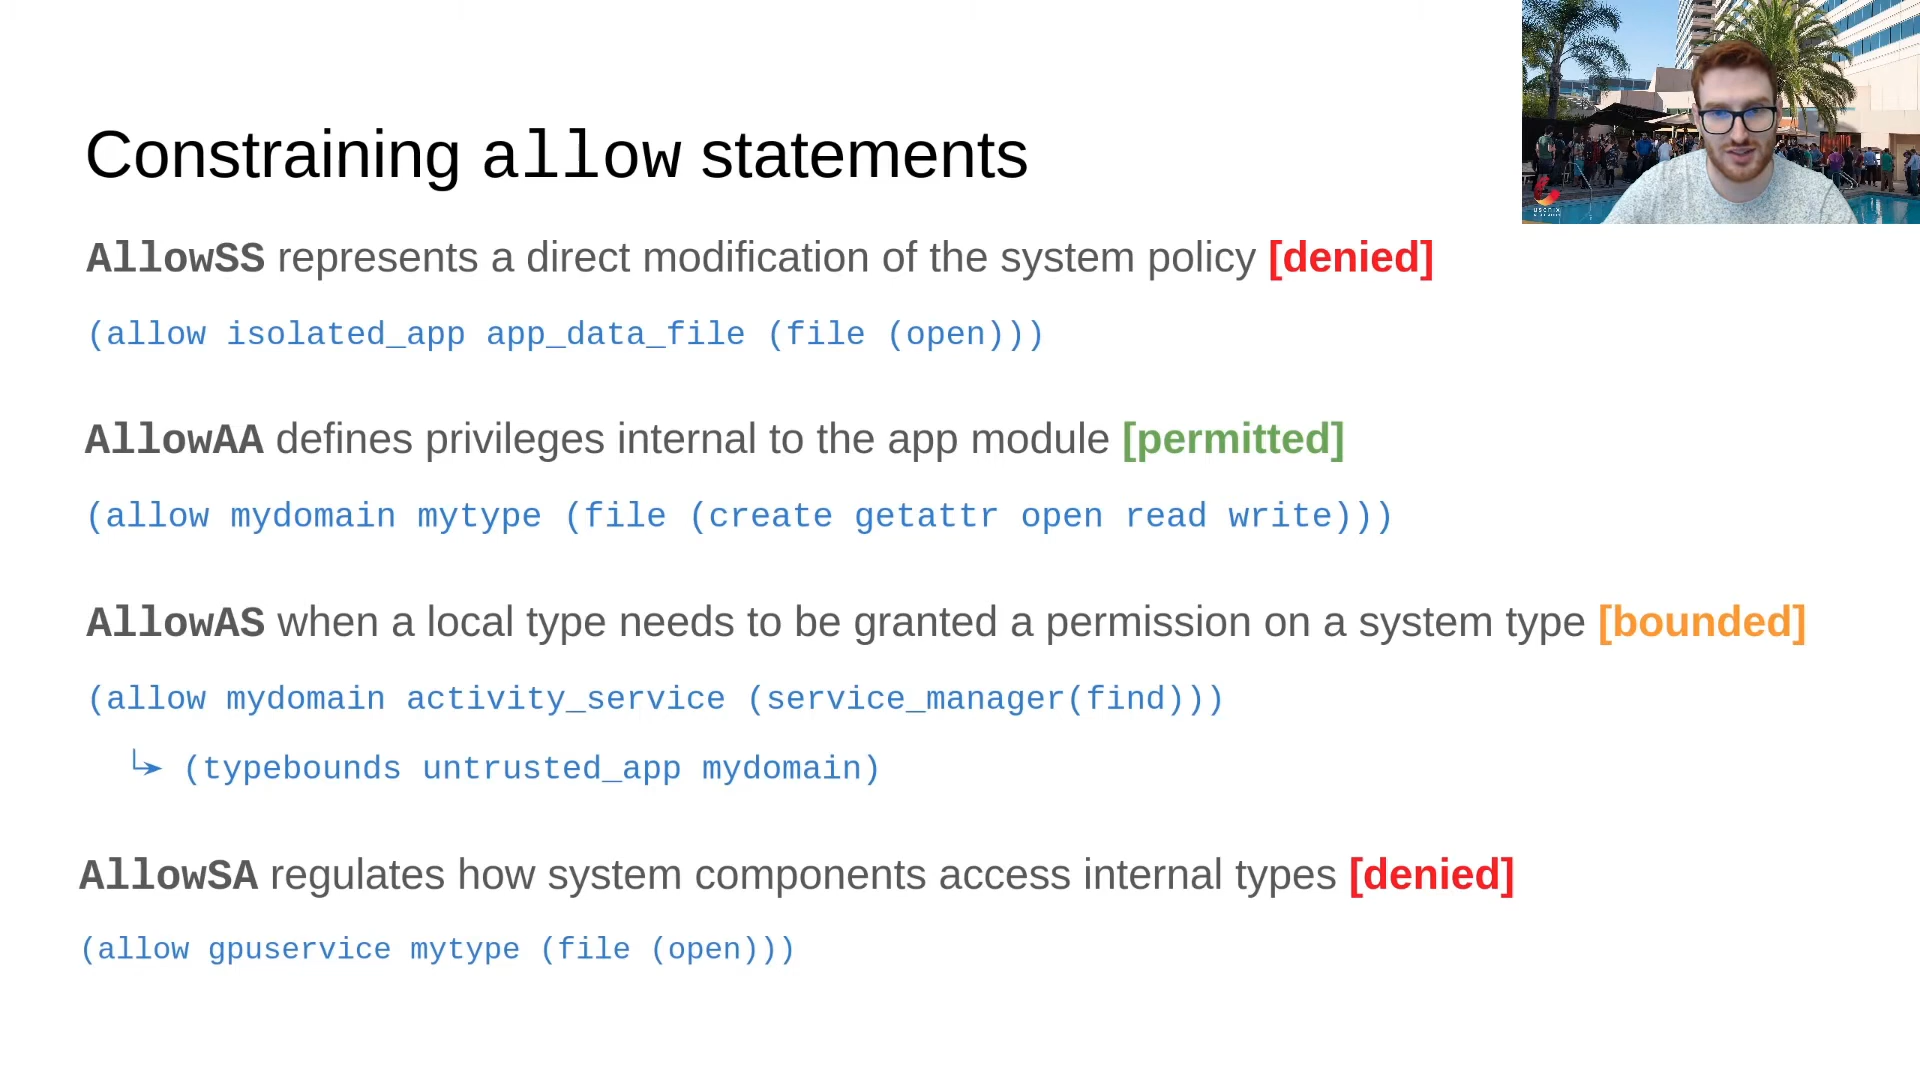 Constraining allow statements
AllowSS represents a direct modification of the system policy [denied]
(allow isolated_app app_data_file (file (open)))
AllowAA defines privileges internal to the app module [permitted]
(allow mydomain mytype (file (create getattr open read write)))
AllowAS when a local type needs to be granted a permission on a system type [bounded]
(allow mydomain activity_service (service_manager(find)))
(typebounds untrusted_app mydomain)
AllowSA regulates how system components access internal types [denied]
(allow gpuservice mytype (file (open)))
usenix